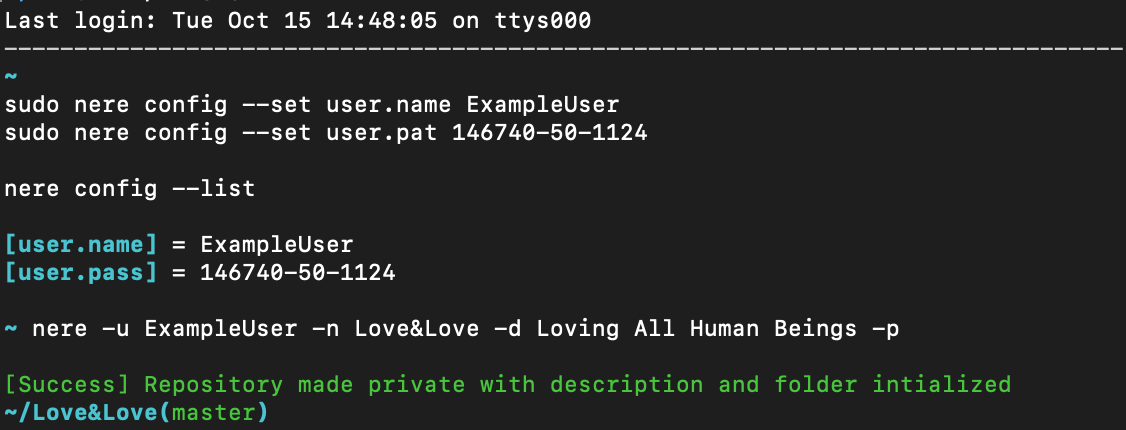 Last login: Tue Oct 15 14:48:05 on ttys000
--------------------------------------------------------------------------------
~
sudo nere config --set user.name ExampleUser
sudo nere config --set user.pat 146740-50-1124
nere config --list
[user.name] = ExampleUser
[user.pass] = 146740-50-1124
~ nere -u ExampleUser -n Love&Love -d Loving All Human Beings -p
[Success] Repository made private with description and folder intialized
~/Love&Love(master)